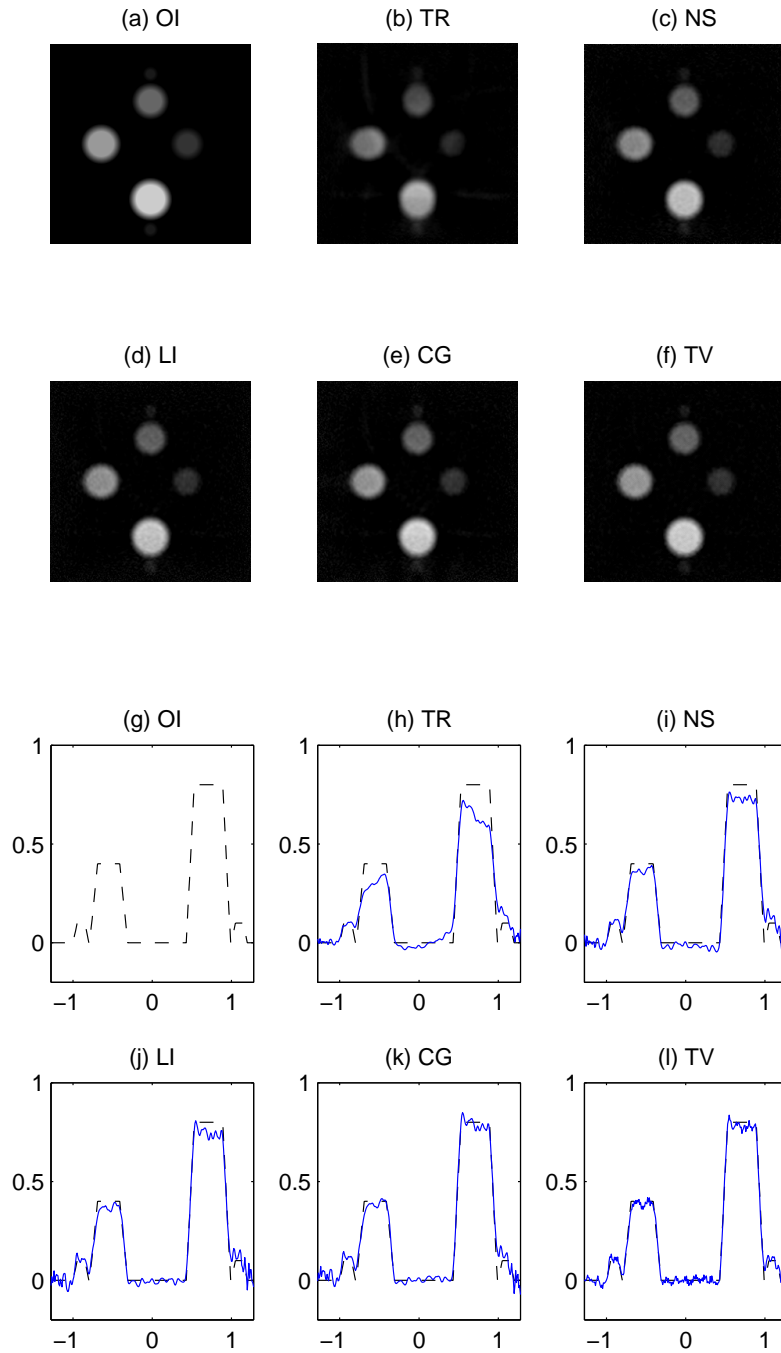 (a) OI
(b) TR
(c) NS
(d) LI
(e) CG
(f) TV
(g) OI
(h) TR
(i) NS
1
0.5
0
−1 0 1
1
0.5
0
−1 0 1
1
0.5
0
−1 0 1
(j) LI
(k) CG
(l) TV
1
0.5
0
−1 0 1
1
0.5
0
−1 0 1
1
0.5
0
−1 0 1